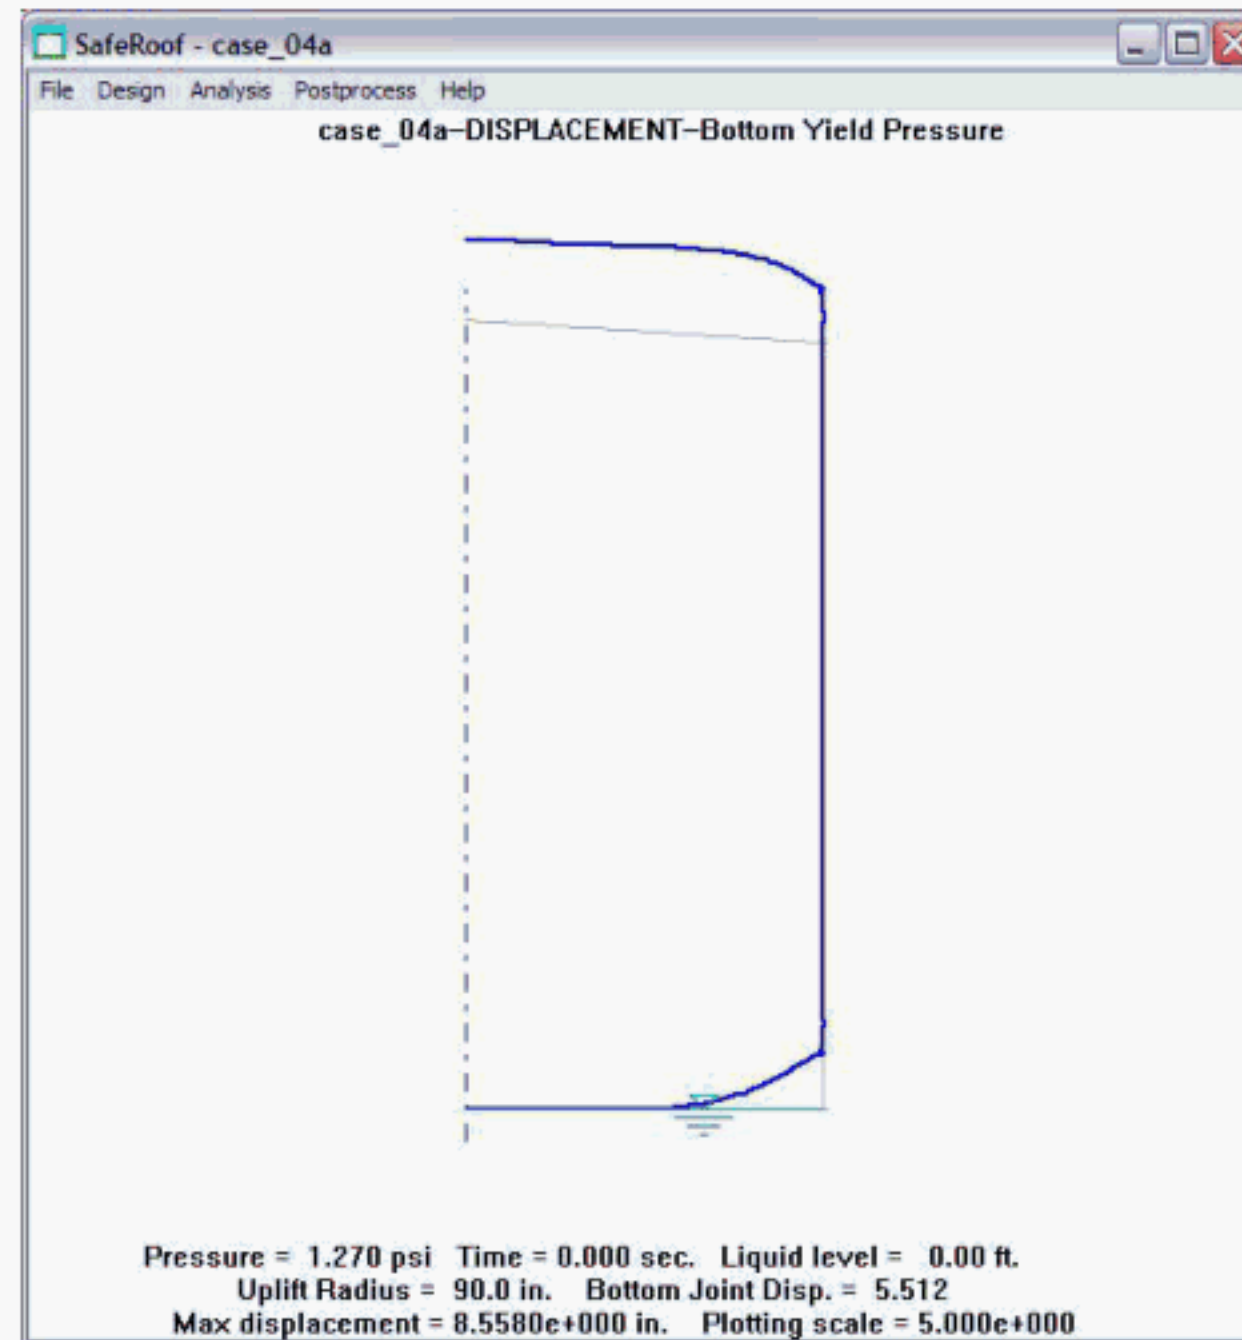 SafeRoof - case_04a
File Design Analysis Postprocess Help
case_04a-DISPLACEMENT-Bottom Yield Pressure
Pressure = 1.270 psi Time = 0.000 sec. Liquid level = 0.00 ft.
Uplift Radius = 90.0 in. Bottom Joint Disp. = 5.512
Max displacement = 8.5580e+000 in. Plotting scale = 5.000e+000